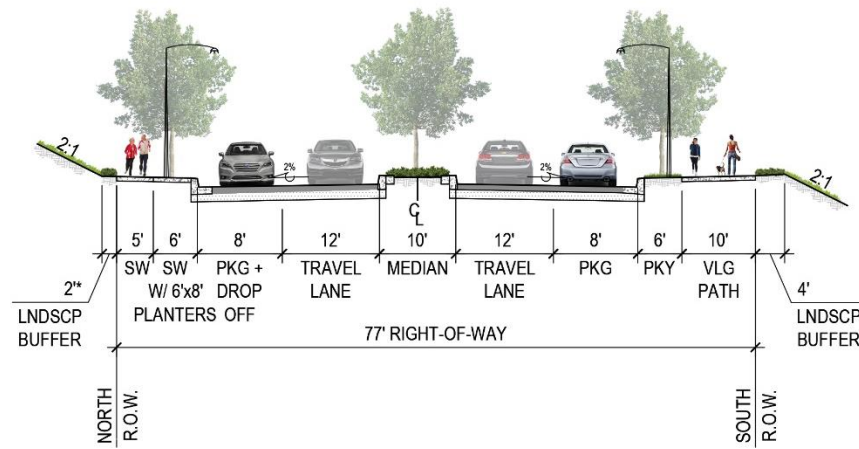 2:1
2%
2%
2:1
CL
5' 6' 8' 12' 10' 12' 8' 6' 10'
SW SW PKG + TRAVEL MEDIAN TRAVEL PKG PKY VLG
W/ 6'x8' DROP LANE LANE PATH
PLANTERS OFF
2'* 4'
LNDSCP LNDSCP
BUFFER BUFFER
77' RIGHT-OF-WAY
NORTH
R.O.W.
SOUTH
R.O.W.